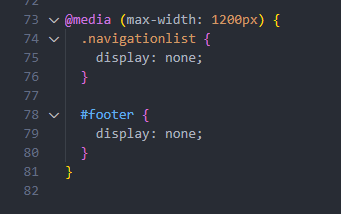 72
73 @media (max-width: 1200px) {
74 .navigationlist {
75 display: none;
76 }
77
78 #footer {
79 display: none;
80 }
81 }
82